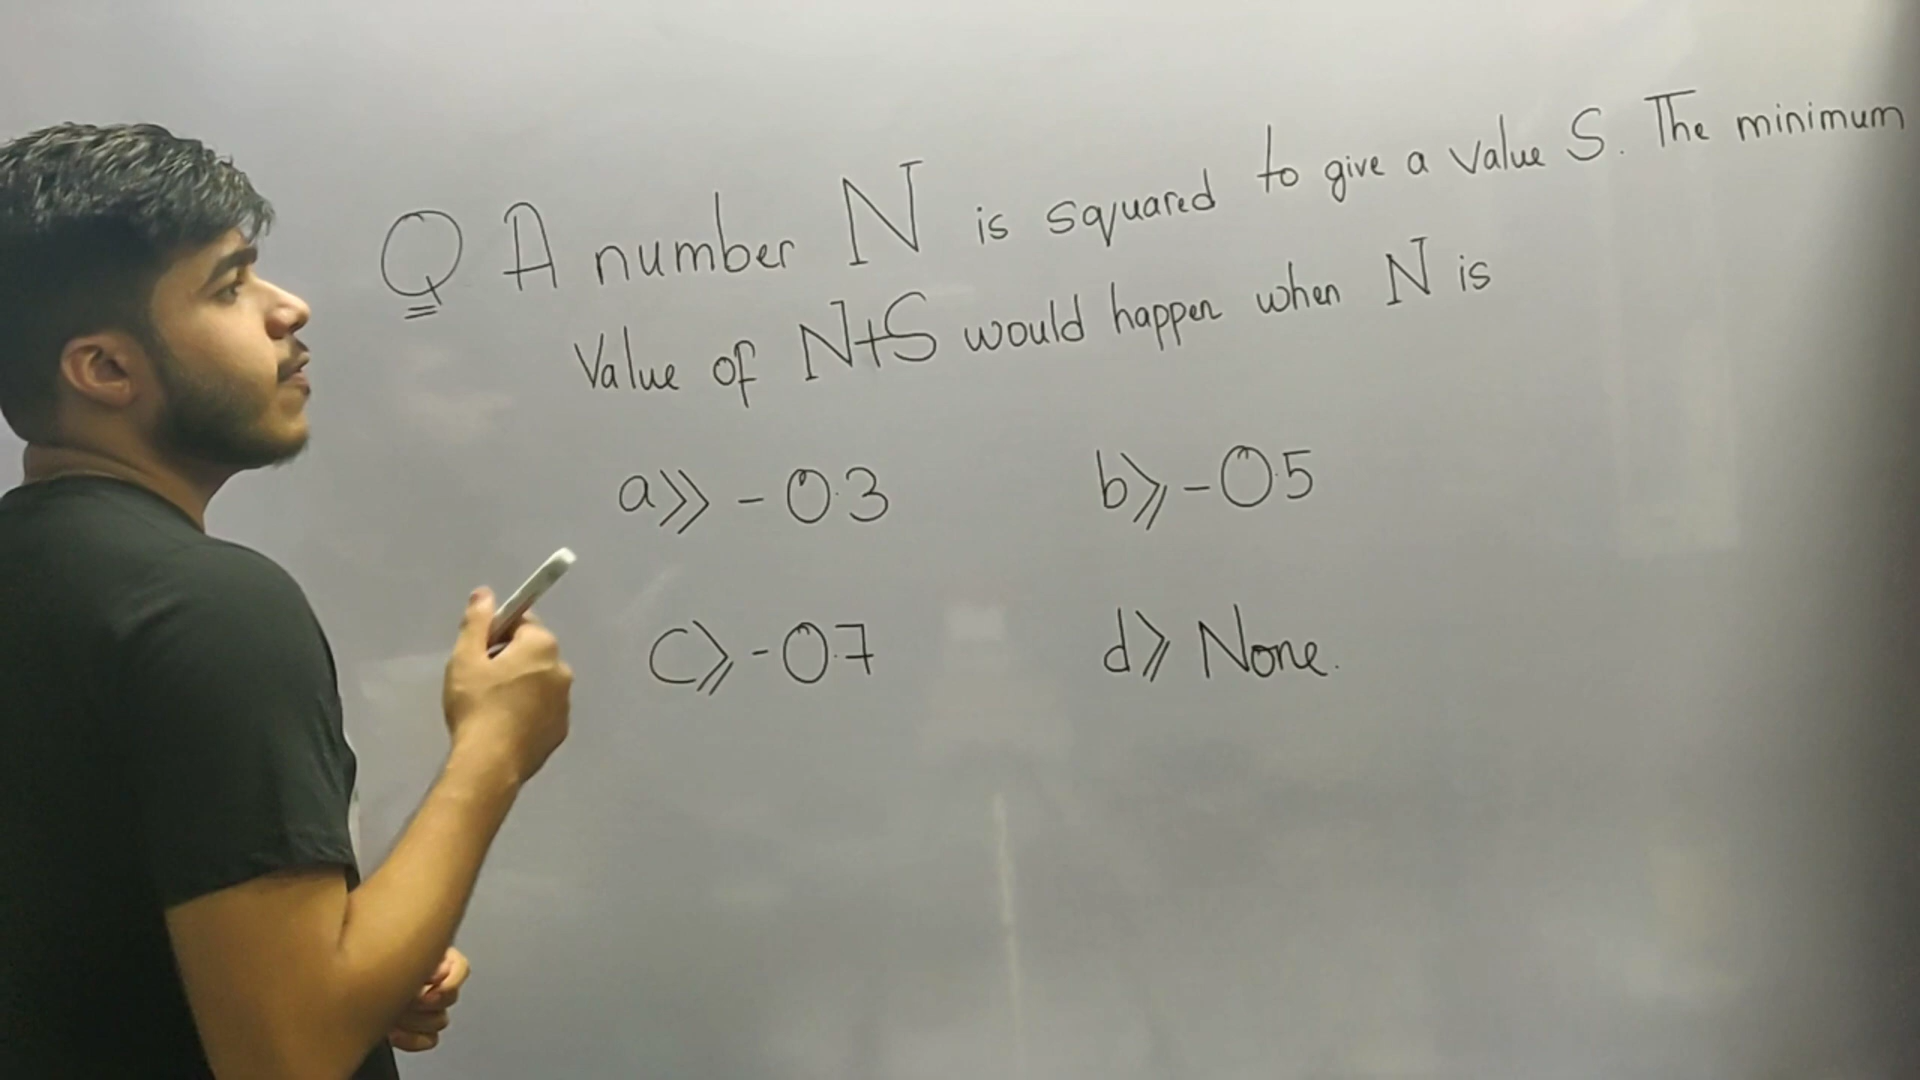 Q A number N is squared to give a value S. The minimum
Value of N+S would happen when N is
a>> -0.3 b>> -0.5
c>> -0.7 d>> None.